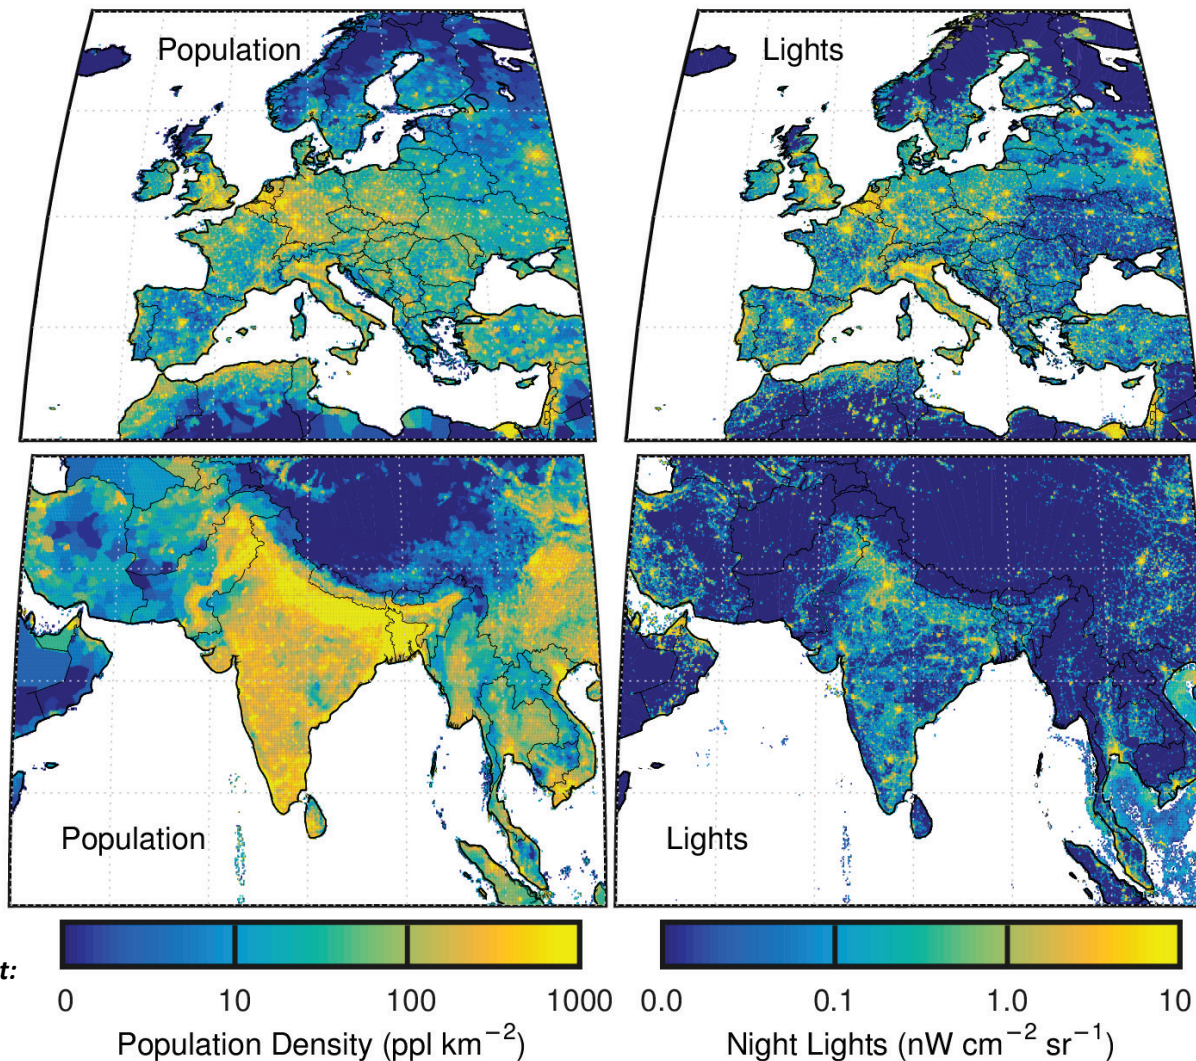 Population
Lights
Population
Lights
t:
0 10 100 1000
0.0 0.1 1.0 10
Population Density (ppl km⁻²)
Night Lights (nW cm⁻² sr⁻¹)